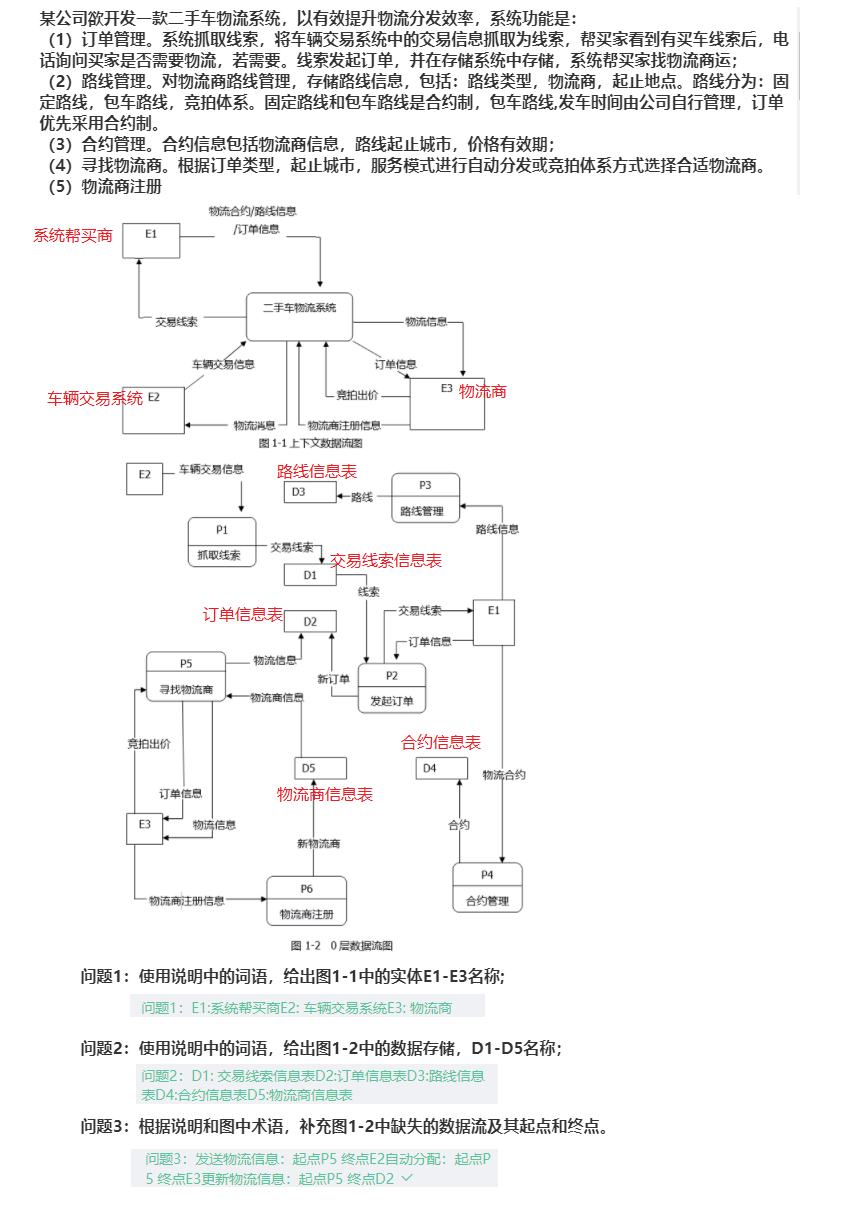 某公司欲开发一款二手车物流系统，以有效提升物流分发效率，系统功能是：
（1）订单管理。系统抓取线索，将车辆交易系统中的交易信息抓取为线索，帮买家看到有买车线索后，电
话询问买家是否需要物流，若需要。线索发起订单，并在存储系统中存储，系统帮买家找物流商运；
（2）路线管理。对物流商路线管理，存储路线信息，包括：路线类型，物流商，起止地点。路线分为：固
定路线，包车路线，竞拍体系。固定路线和包车路线是合约制，包车路线,发车时间由公司自行管理，订单
优先采用合约制。
（3）合约管理。合约信息包括物流商信息，路线起止城市，价格有效期；
（4）寻找物流商。根据订单类型，起止城市，服务模式进行自动分发或竞拍体系方式选择合适物流商。
（5）物流商注册
物流合约/路线信息
/订单信息
系统帮买商
E1
二手车物流系统
交易线索
物流信息
车辆交易信息
订单信息
车辆交易系统
E2
竞拍出价
E3
物流商
物流消息
物流商注册信息
图 1-1 上下文数据流图
E2
车辆交易信息
路线信息表
D3
路线
P3
路线管理
P1
抓取线索
路线信息
交易线索
交易线索信息表
D1
线索
订单信息表
D2
交易线索
E1
订单信息
P5
寻找物流商
物流信息
新订单
P2
发起订单
物流商信息
竞拍出价
合约信息表
D5
D4
物流合约
物流商信息表
订单信息
E3
物流信息
合约
新物流商
P4
合约管理
物流商注册信息
P6
物流商注册
图 1-2 0 层数据流图
问题1：使用说明中的词语，给出图1-1中的实体E1-E3名称;
问题1：E1:系统帮买商E2: 车辆交易系统E3: 物流商
问题2：使用说明中的词语，给出图1-2中的数据存储，D1-D5名称；
问题2：D1: 交易线索信息表D2:订单信息表D3:路线信息
表D4:合约信息表D5:物流商信息表
问题3：根据说明和图中术语，补充图1-2中缺失的数据流及其起点和终点。
问题3：发送物流信息：起点P5 终点E2自动分配：起点P
5 终点E3更新物流信息：起点P5 终点D2